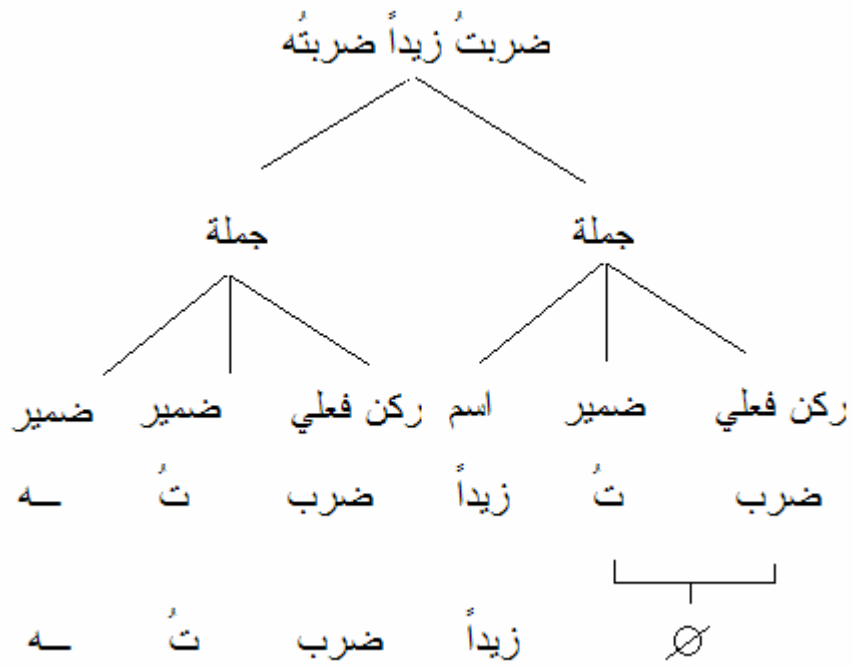 ضربتُ زيداً ضربتُه
جملة جملة
ركن فعلي ضمير اسم ركن فعلي ضمير ضمير
ضرب تُ زيداً ضرب تُ ـه
∅ زيداً ضرب تُ ـه